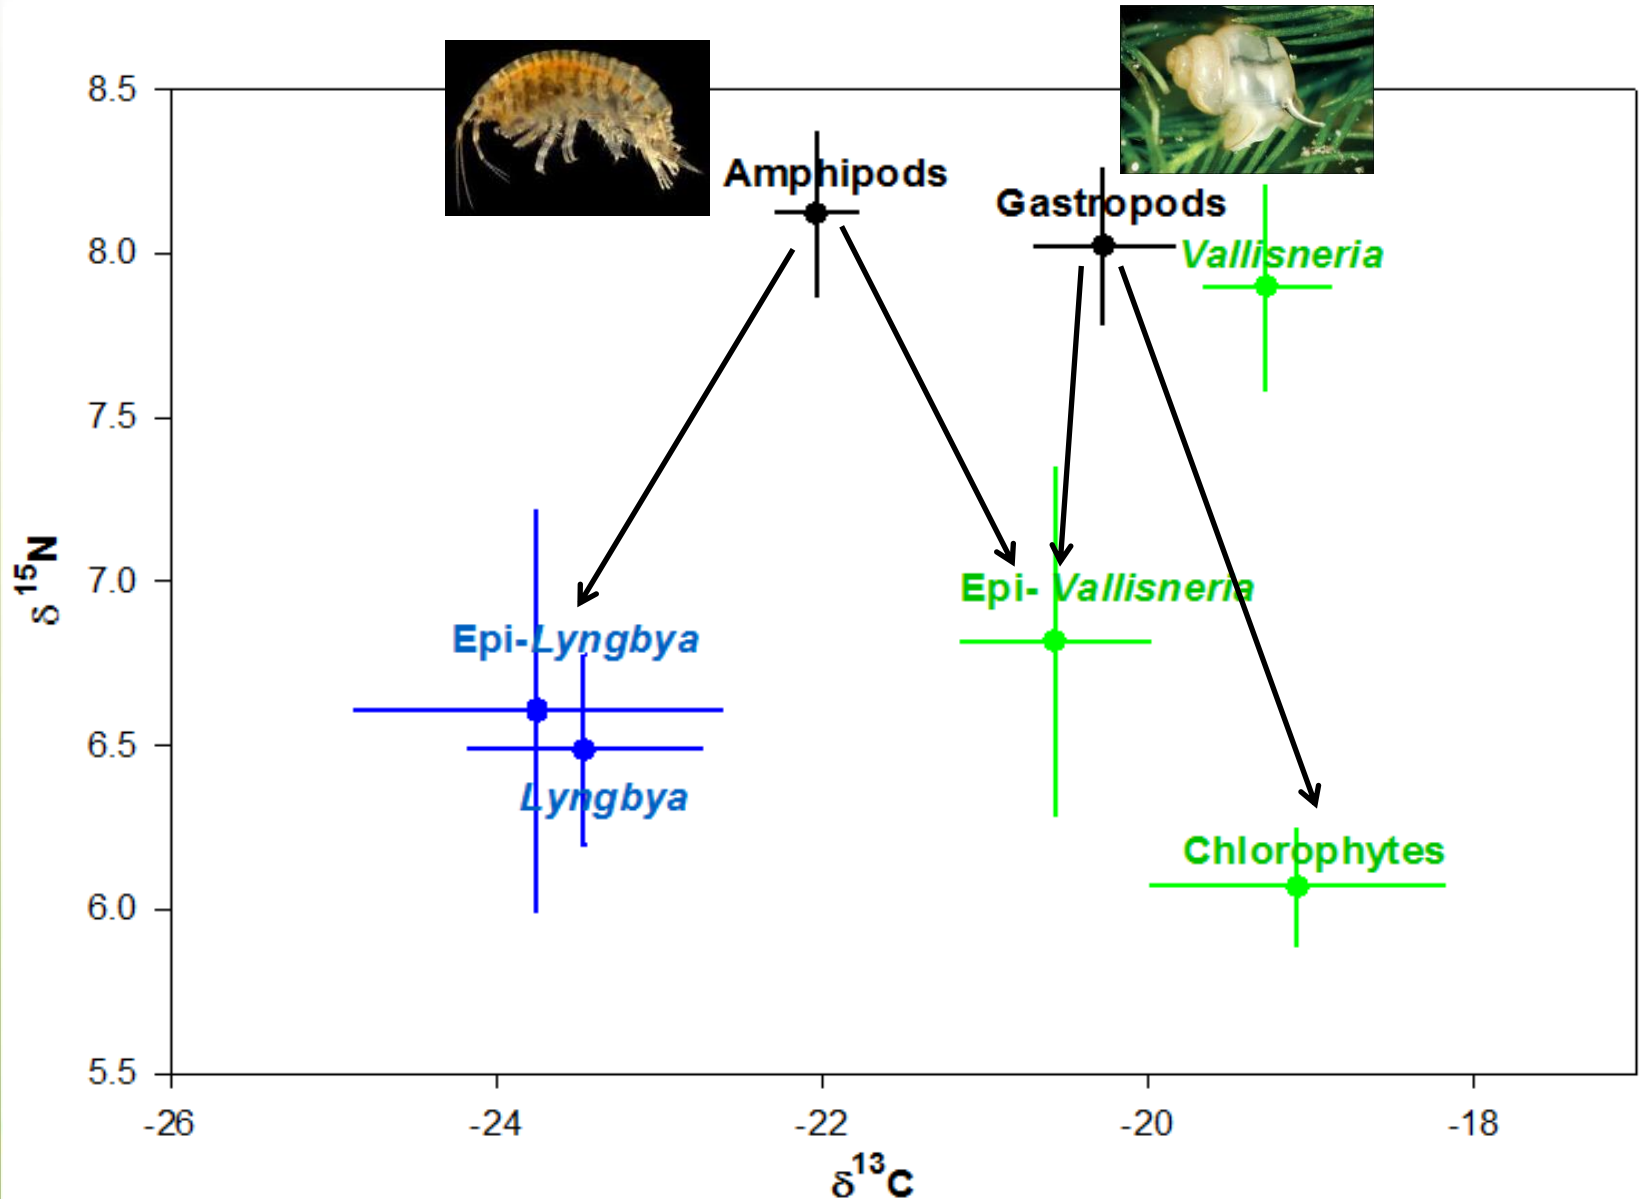 8.5
8.0
7.5
7.0
6.5
6.0
5.5
δ 15N
Amphipods
Gastropods
Vallisneria
Epi- Vallisneria
Epi-Lyngbya
Lyngbya
Chlorophytes
-26 -24 -22 -20 -18
δ13C